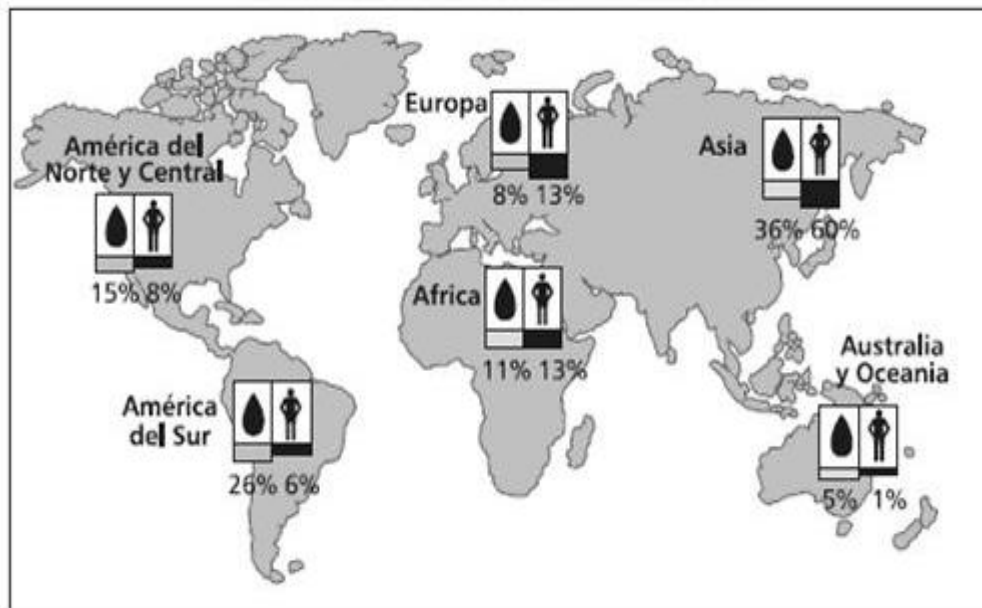 Europa
8% 13%
Asia
36% 60%
América del
Norte y Central
15% 8%
Africa
11% 13%
Australia
y Oceania
5% 1%
América
del Sur
26% 6%